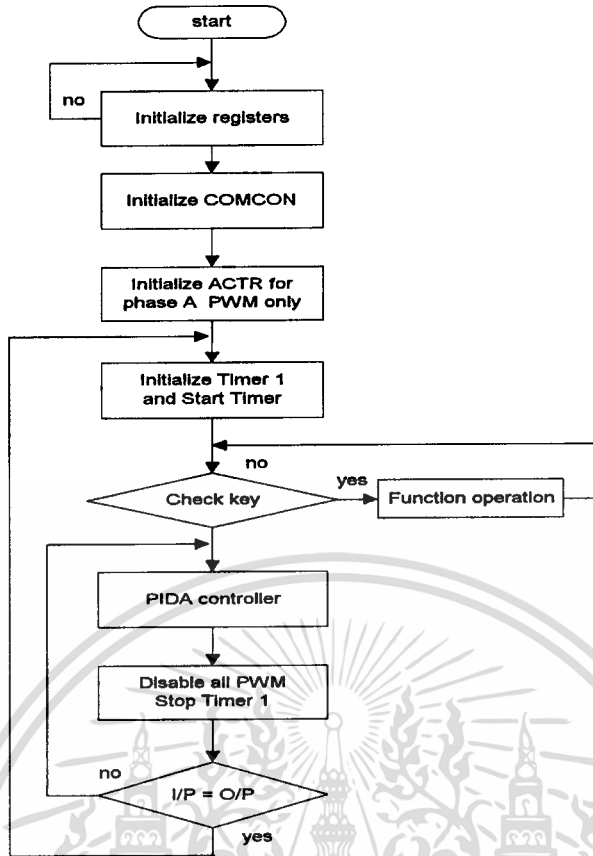 start
no
Initialize registers
Initialize COMCON
Initialize ACTR for
phase A PWM only
Initialize Timer 1
and Start Timer
no
Check key
yes
Function operation
PIDA controller
Disable all PWM
Stop Timer 1
no
I/P = O/P
yes